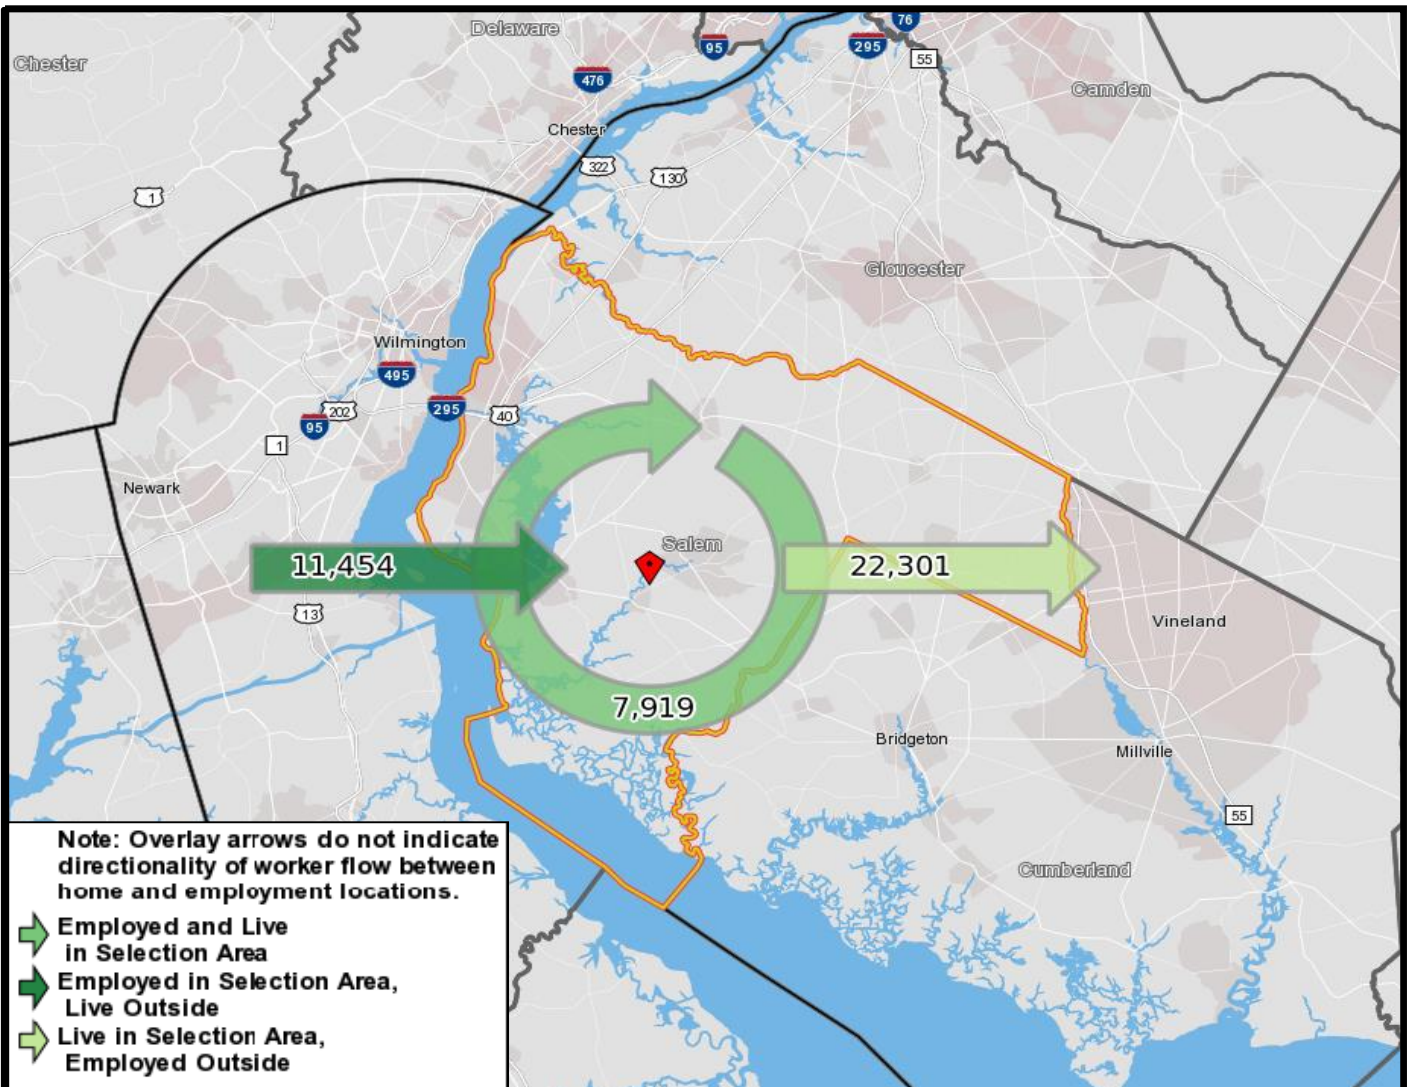 76
Delaware
95
295
55
Chester
476
Camden
Chester
322
130
1
Gloucester
Wilmington
495
202
295
40
95
1
Newark
Salem
11,454
22,301
13
Vineland
7,919
Bridgeton
Millville
55
Cumberland
Note: Overlay arrows do not indicate
directionality of worker flow between
home and employment locations.
Employed and Live
in Selection Area
Employed in Selection Area,
Live Outside
Live in Selection Area,
Employed Outside